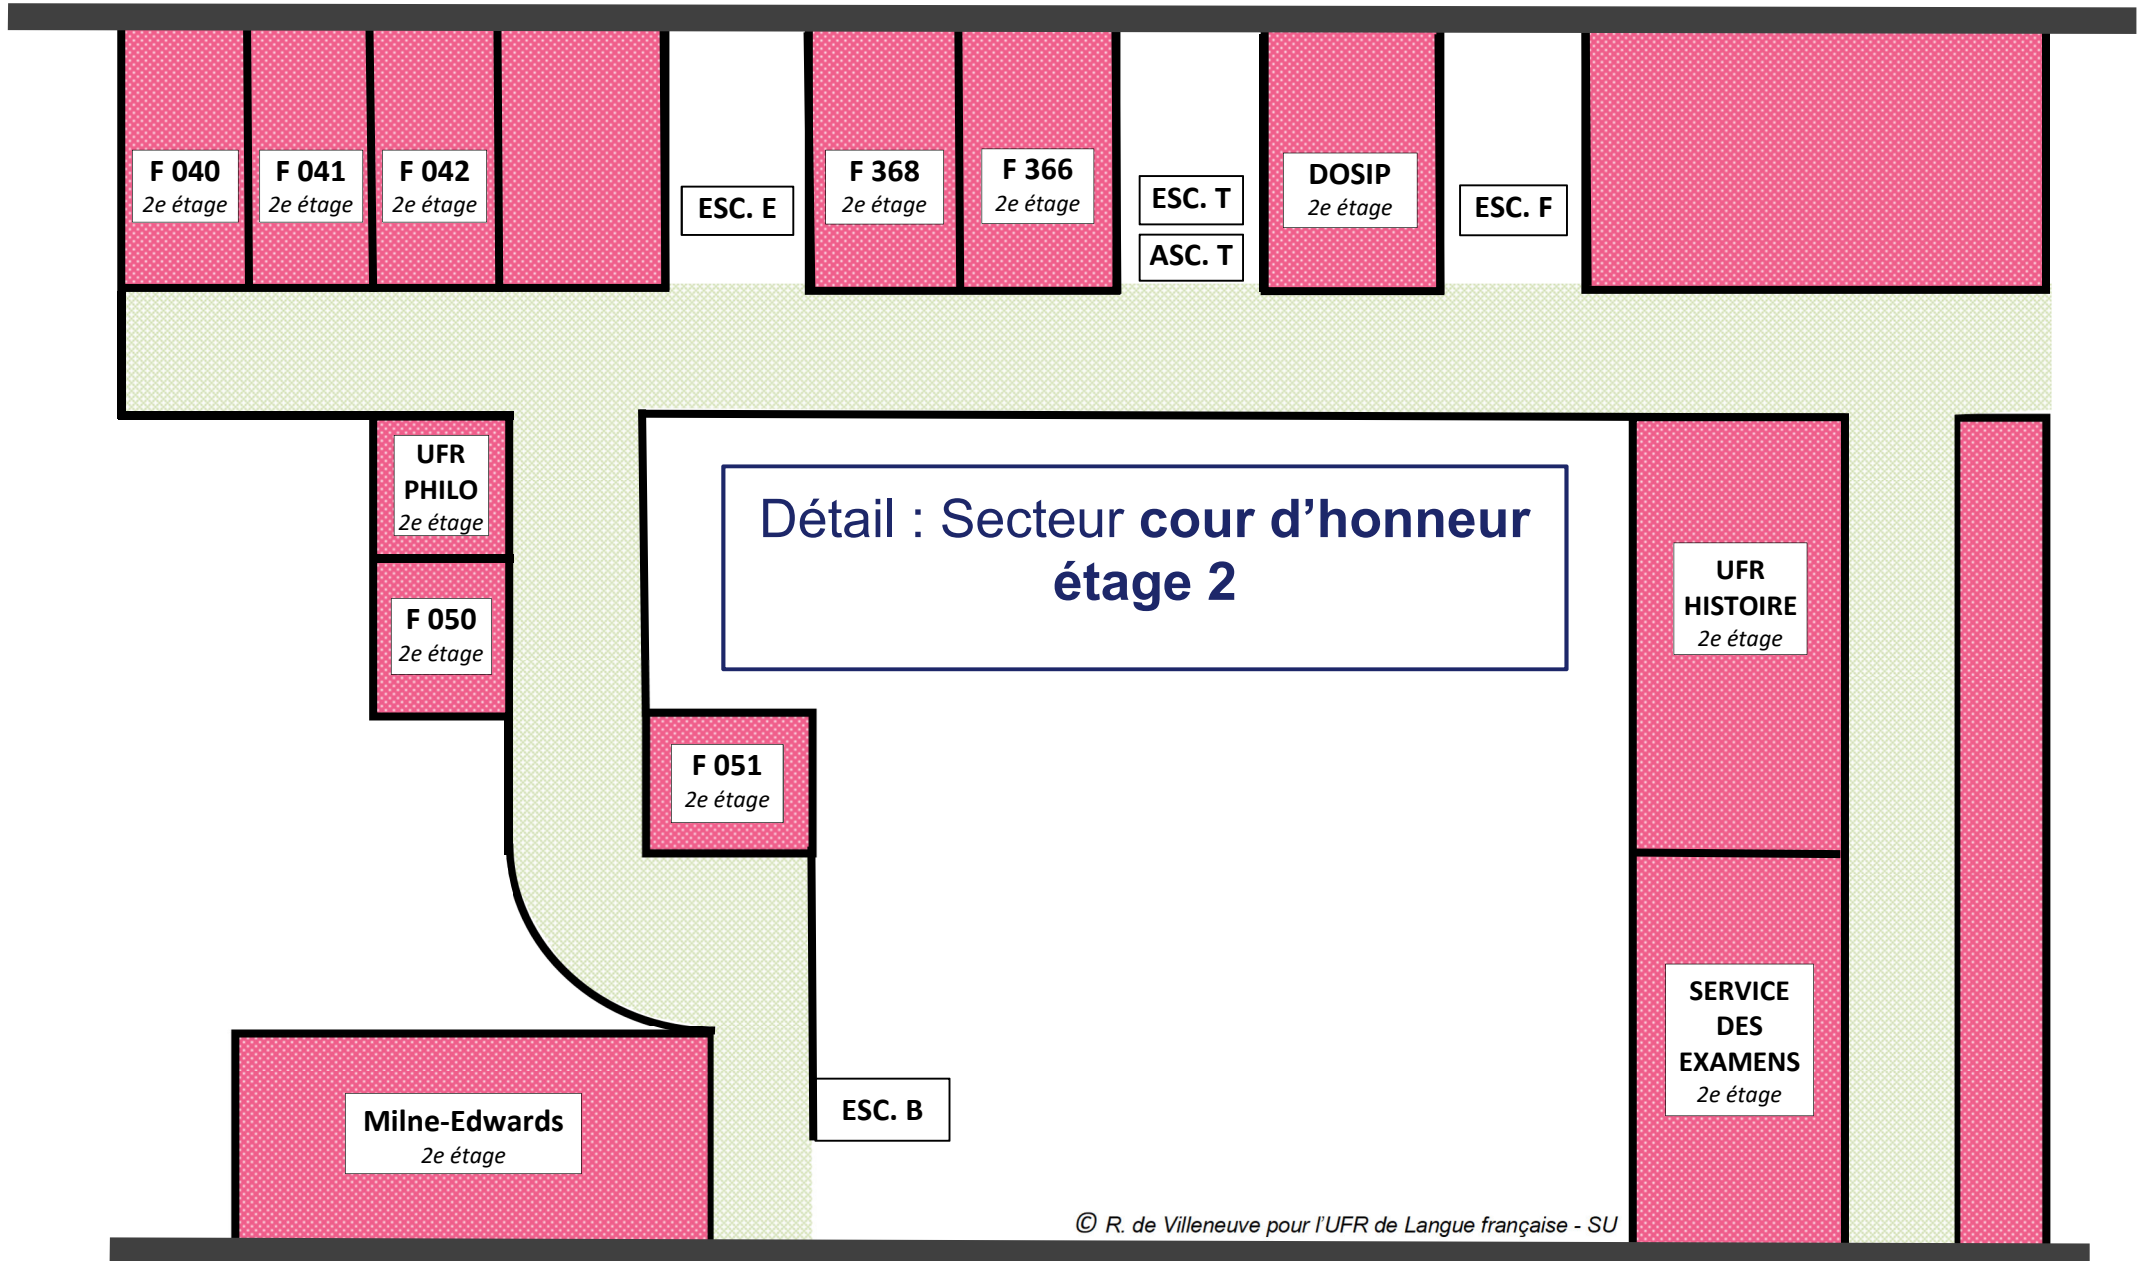 F 040
2e étage
F 041
2e étage
F 042
2e étage
ESC. E
F 368
2e étage
F 366
2e étage
ESC. T
ASC. T
DOSIP
2e étage
ESC. F
UFR
PHILO
2e étage
F 050
2e étage
Détail : Secteur cour d’honneur
étage 2
F 051
2e étage
UFR
HISTOIRE
2e étage
SERVICE
DES
EXAMENS
2e étage
Milne-Edwards
2e étage
ESC. B
© R. de Villeneuve pour l’UFR de Langue française - SU